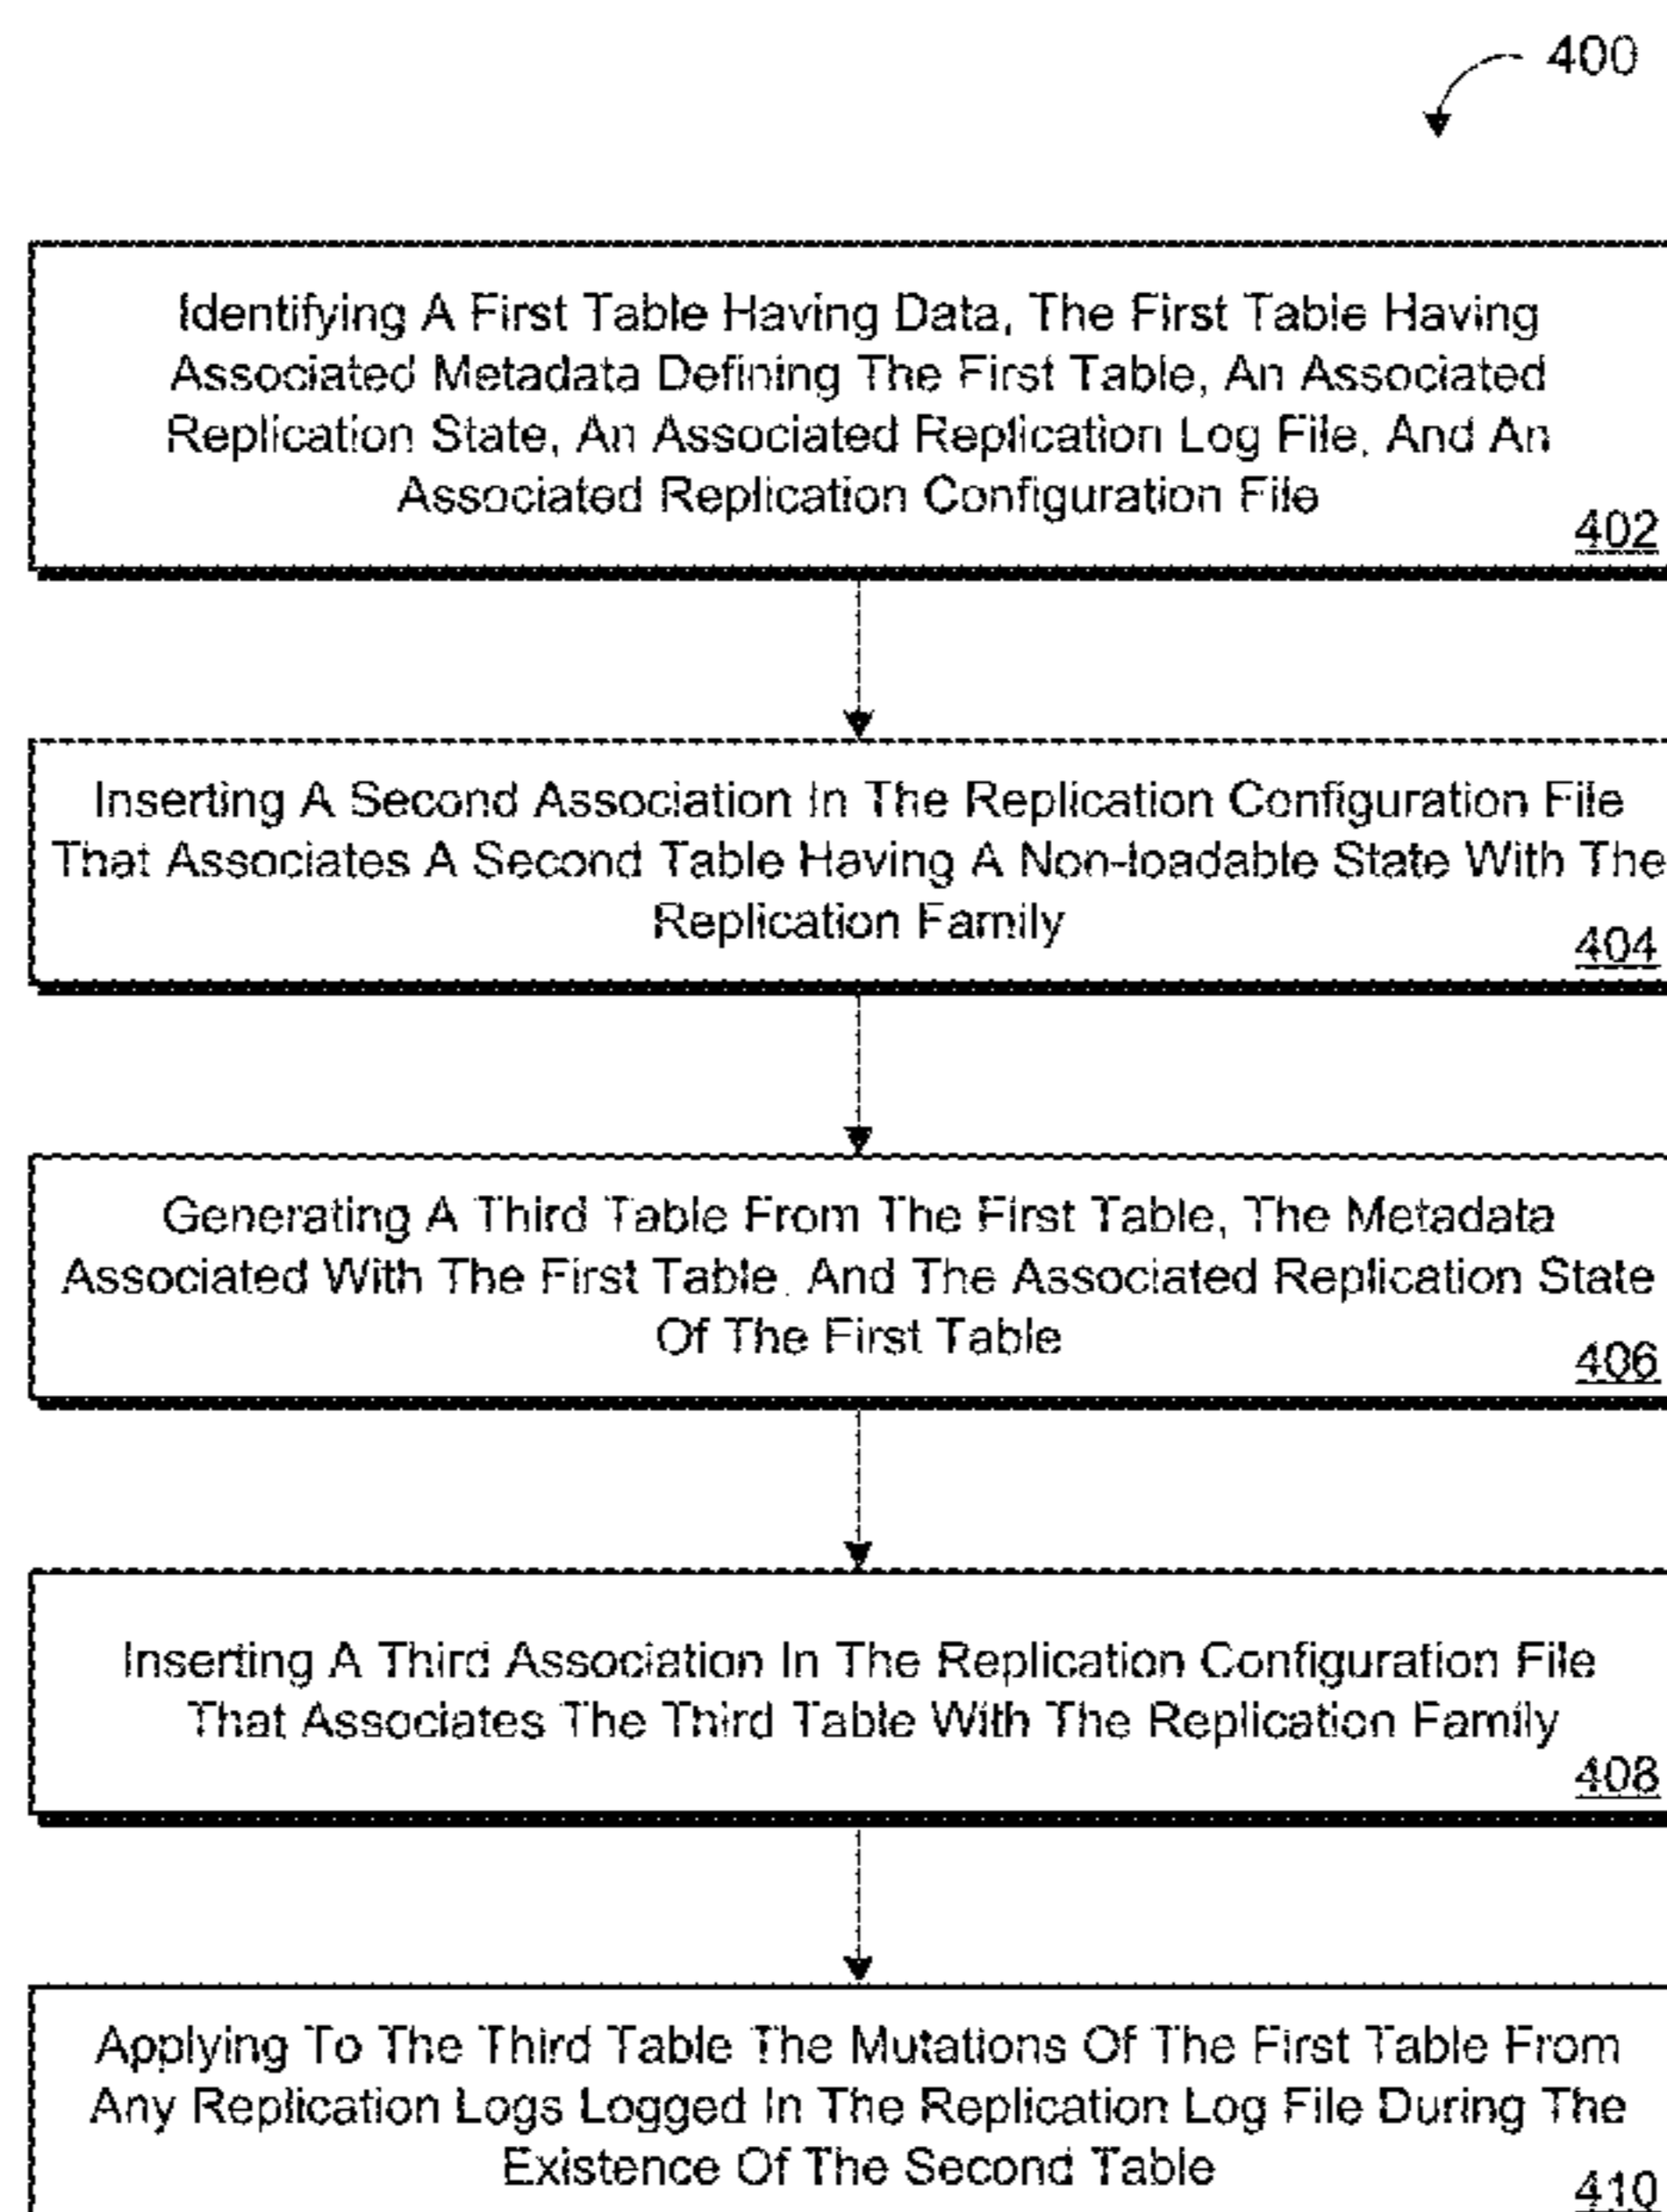 400
Identifying A First Table Having Data, The First Table Having
Associated Metadata Defining The First Table, An Associated
Replication State, An Associated Replication Log File, And An
Associated Replication Configuration File
402
Inserting A Second Association In The Replication Configuration File
That Associates A Second Table Having A Non-loadable State With The
Replication Family
404
Generating A Third Table From The First Table, The Metadata
Associated With The First Table, And The Associated Replication State
Of The First Table
406
Inserting A Third Association In The Replication Configuration File
That Associates The Third Table With The Replication Family
408
Applying To The Third Table The Mutations Of The First Table From
Any Replication Logs Logged In The Replication Log File During The
Existence Of The Second Table
410